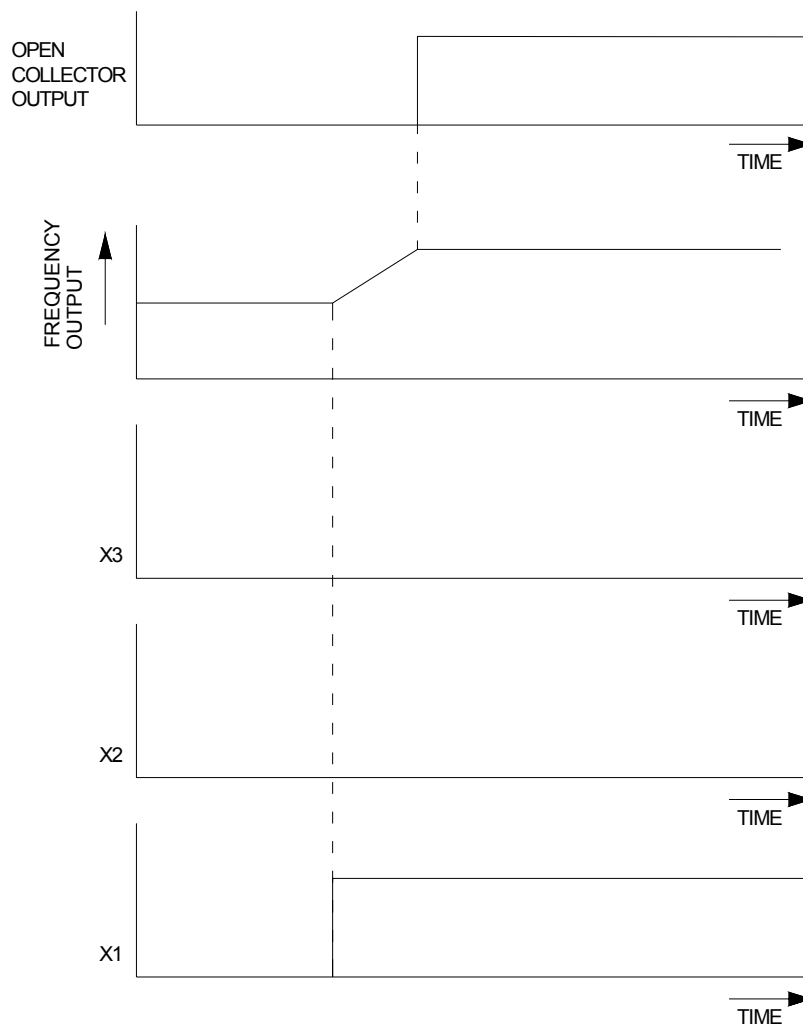 OPEN
COLLECTOR
OUTPUT
TIME
FREQUENCY
OUTPUT
TIME
X3
TIME
X2
TIME
X1
TIME